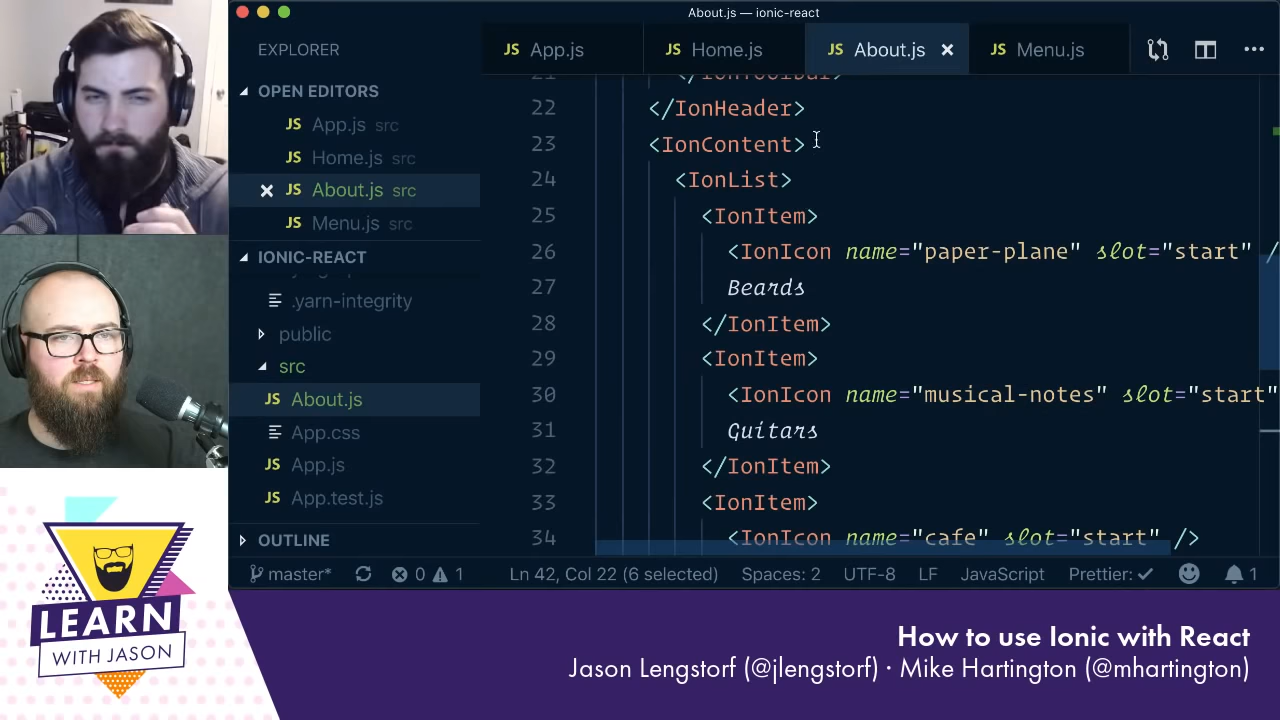 About.js — ionic-react
EXPLORER
OPEN EDITORS
JS App.js src
JS Home.js src
JS About.js src
JS Menu.js src
IONIC-REACT
.yarn-integrity
public
src
JS About.js
App.css
JS App.js
JS App.test.js
OUTLINE
JS App.js
JS Home.js
JS About.js
JS Menu.js
21 </IonToolbar>
22 </IonHeader>
23 <IonContent>
24 <IonList>
25 <IonItem>
26 <IonIcon name="paper-plane" slot="start" /
27 Beards
28 </IonItem>
29 <IonItem>
30 <IonIcon name="musical-notes" slot="start"
31 Guitars
32 </IonItem>
33 <IonItem>
34 <IonIcon name="cafe" slot="start" />
master* 0 1 Ln 42, Col 22 (6 selected) Spaces: 2 UTF-8 LF JavaScript Prettier: 1
LEARN
WITH JASON
How to use Ionic with React
Jason Lengstorf (@jlengstorf) · Mike Hartington (@mhartington)